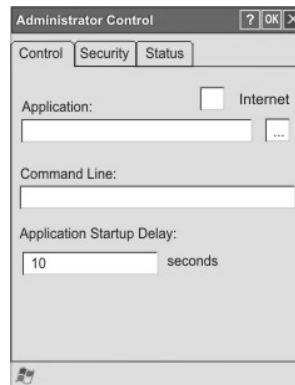 Administrator Control ? OK X
Control Security Status
Internet
Application:
...
Command Line:
Application Startup Delay:
10 seconds